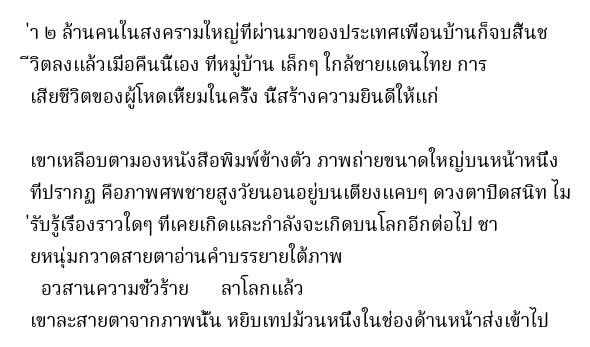 ่า ๒ ล้านคนในสงครามใหญ่ที่ผ่านมาของประเทศเพื่อนบ้านก็จบสิ้นช
ีวิตลงแล้วเมื่อคืนนี้เอง ที่หมู่บ้าน เล็กๆ ใกล้ชายแดนไทย การ
เสียชีวิตของผู้โหดเหี้ยมในครั้ง นี้สร้างความยินดีให้แก่
เขาเหลือบตามองหนังสือพิมพ์ข้างตัว ภาพถ่ายขนาดใหญ่บนหน้าหนึ่ง
ที่ปรากฏ คือภาพศพชายสูงวัยนอนอยู่บนเตียงแคบๆ ดวงตาปิดสนิท ไม
่รับรู้เรื่องราวใดๆ ที่เคยเกิดและกำลังจะเกิดบนโลกอีกต่อไป ชา
ยหนุ่มกวาดสายตาอ่านคำบรรยายใต้ภาพ
อวสานความชั่วร้าย ลาโลกแล้ว
เขาละสายตาจากภาพนั้น หยิบเทปม้วนหนึ่งในช่องด้านหน้าส่งเข้าไป